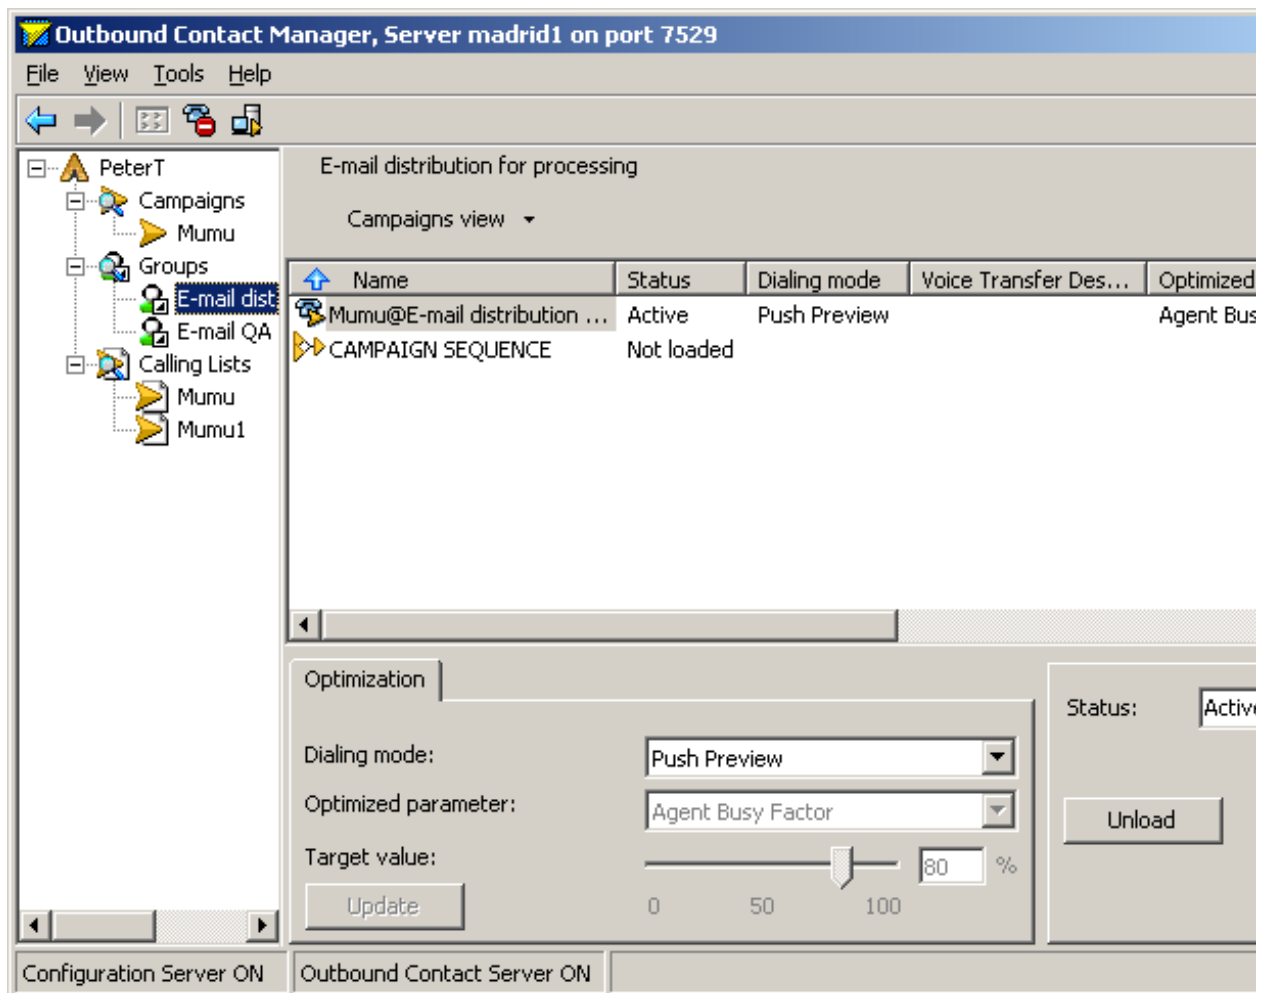 Outbound Contact Manager, Server madrid1 on port 7529
File View Tools Help
PeterT
Campaigns
Mumu
Groups
E-mail dist
E-mail QA
Calling Lists
Mumu
Mumu1
E-mail distribution for processing
Campaigns view
Name Status Dialing mode Voice Transfer Des... Optimized
Mumu@E-mail distribution ... Active Push Preview Agent Bus
CAMPAIGN SEQUENCE Not loaded
Optimization
Dialing mode: Push Preview
Optimized parameter: Agent Busy Factor
Target value: 80 %
0 50 100
Update
Status: Activ
Unload
Configuration Server ON Outbound Contact Server ON